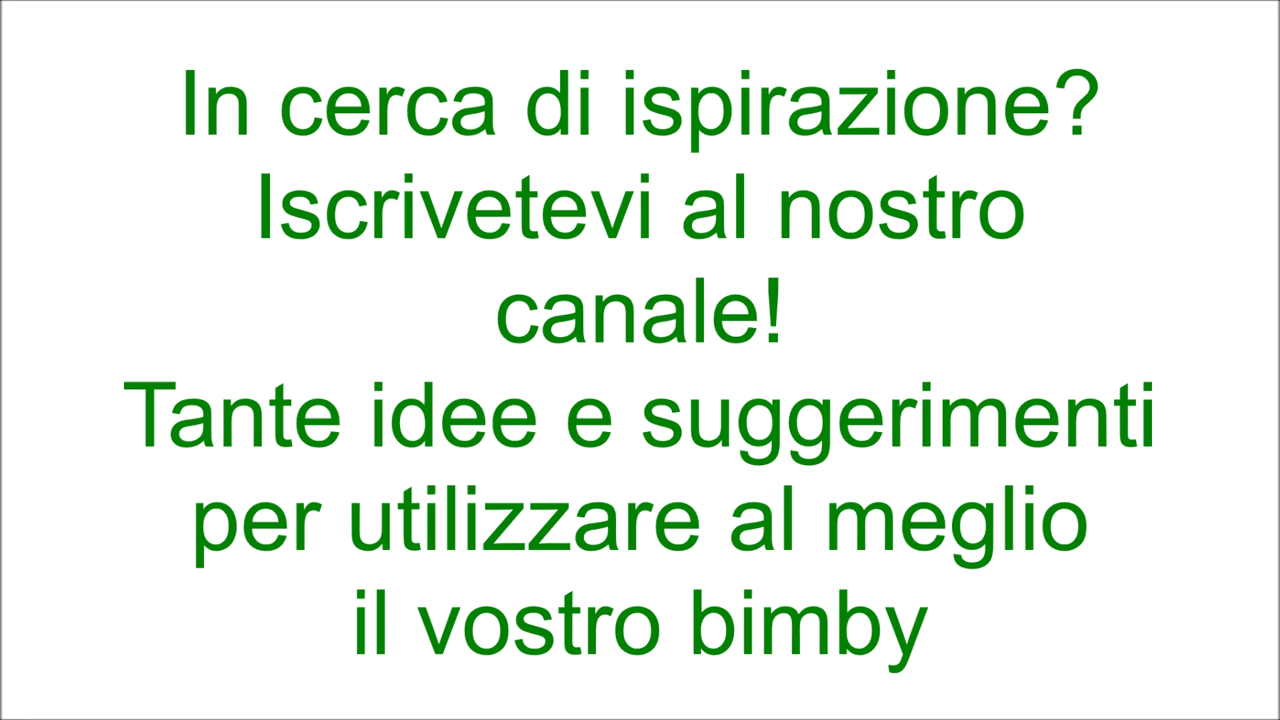 In cerca di ispirazione?
Iscrivetevi al nostro
canale!
Tante idee e suggerimenti
per utilizzare al meglio
il vostro bimby